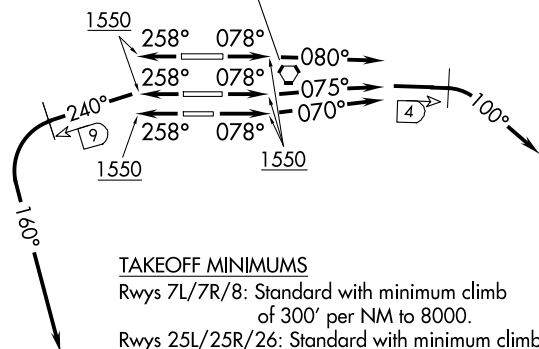 1550
258° 078° 080°
258° 078° 075°
240° 070° 4
9 258° 078° 100°
1550 1550
160°
TAKEOFF MINIMUMS
Rwys 7L/7R/8: Standard with minimum climb
of 300' per NM to 8000.
Rwys 25L/25R/26: Standard with minimum climb